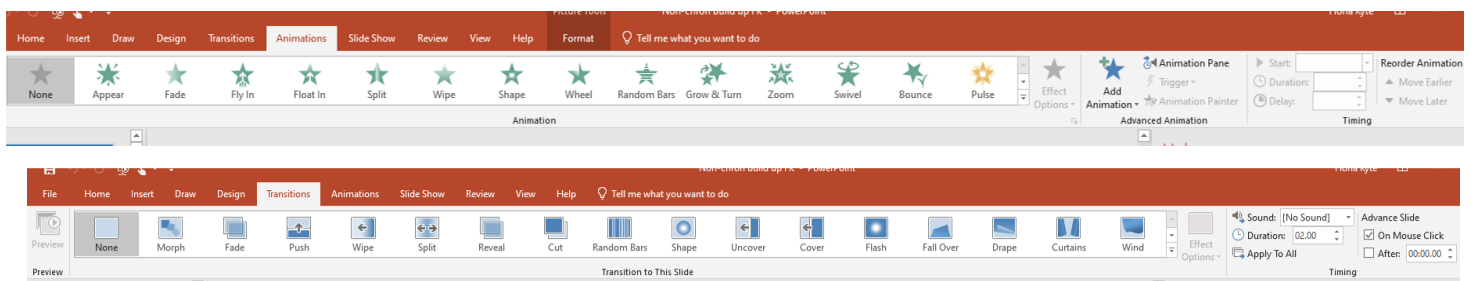 Picture Tools Non-chron build up FK - PowerPoint Fiona Kyte
Home Insert Draw Design Transitions Animations Slide Show Review View Help Format Tell me what you want to do
None Appear Fade Fly In Float In Split Wipe Shape Wheel Random Bars Grow & Turn Zoom Swivel Bounce Pulse
Effect Options
Add Animation
Animation Pane
Trigger
Animation Painter
Start:
Duration:
Delay:
Reorder Animation
Move Earlier
Move Later
Animation Advanced Animation Timing
Non-chron build up FK - PowerPoint Fiona Kyte
File Home Insert Draw Design Transitions Animations Slide Show Review View Help Tell me what you want to do
Preview
None Morph Fade Push Wipe Split Reveal Cut Random Bars Shape Uncover Cover Flash Fall Over Drape Curtains Wind
Effect Options
Sound: [No Sound]
Duration: 02.00
Apply To All
Advance Slide
On Mouse Click
After: 00:00.00
Preview Transition to This Slide Timing